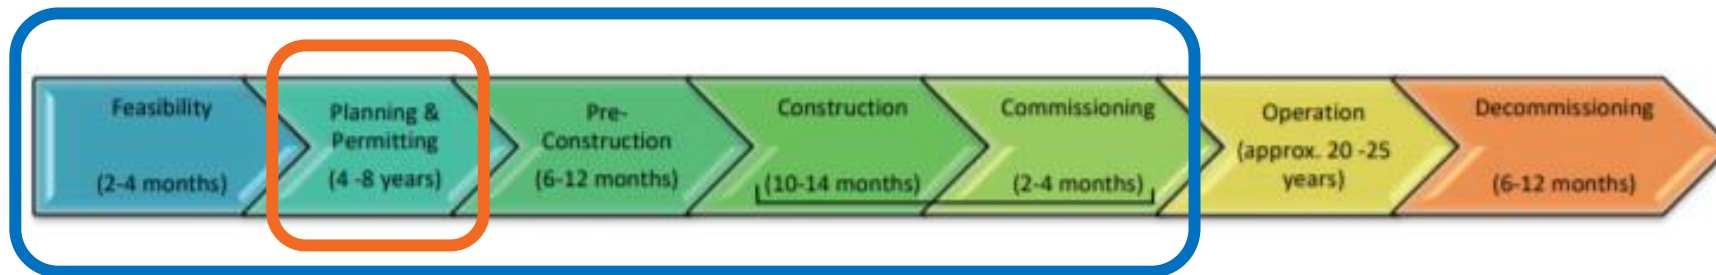 Feasibility
(2-4 months)
Planning &
Permitting
(4 -8 years)
Pre-
Construction
(6-12 months)
Construction
(10-14 months)
Commissioning
(2-4 months)
Operation
(approx. 20 -25
years)
Decommissioning
(6-12 months)